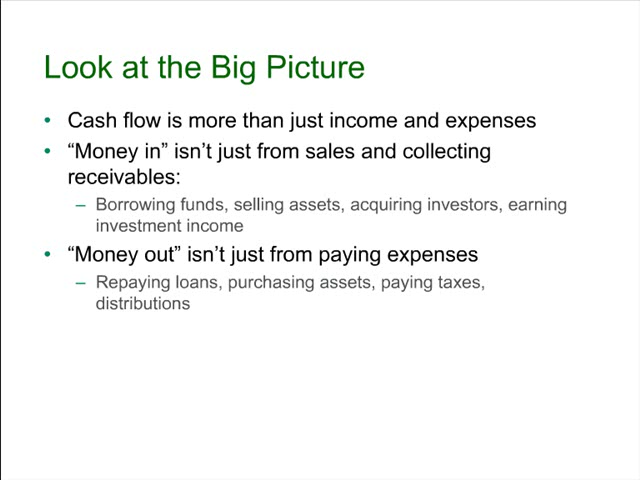 Look at the Big Picture
• Cash flow is more than just income and expenses
• “Money in” isn’t just from sales and collecting
receivables:
– Borrowing funds, selling assets, acquiring investors, earning
investment income
• “Money out” isn’t just from paying expenses
– Repaying loans, purchasing assets, paying taxes,
distributions